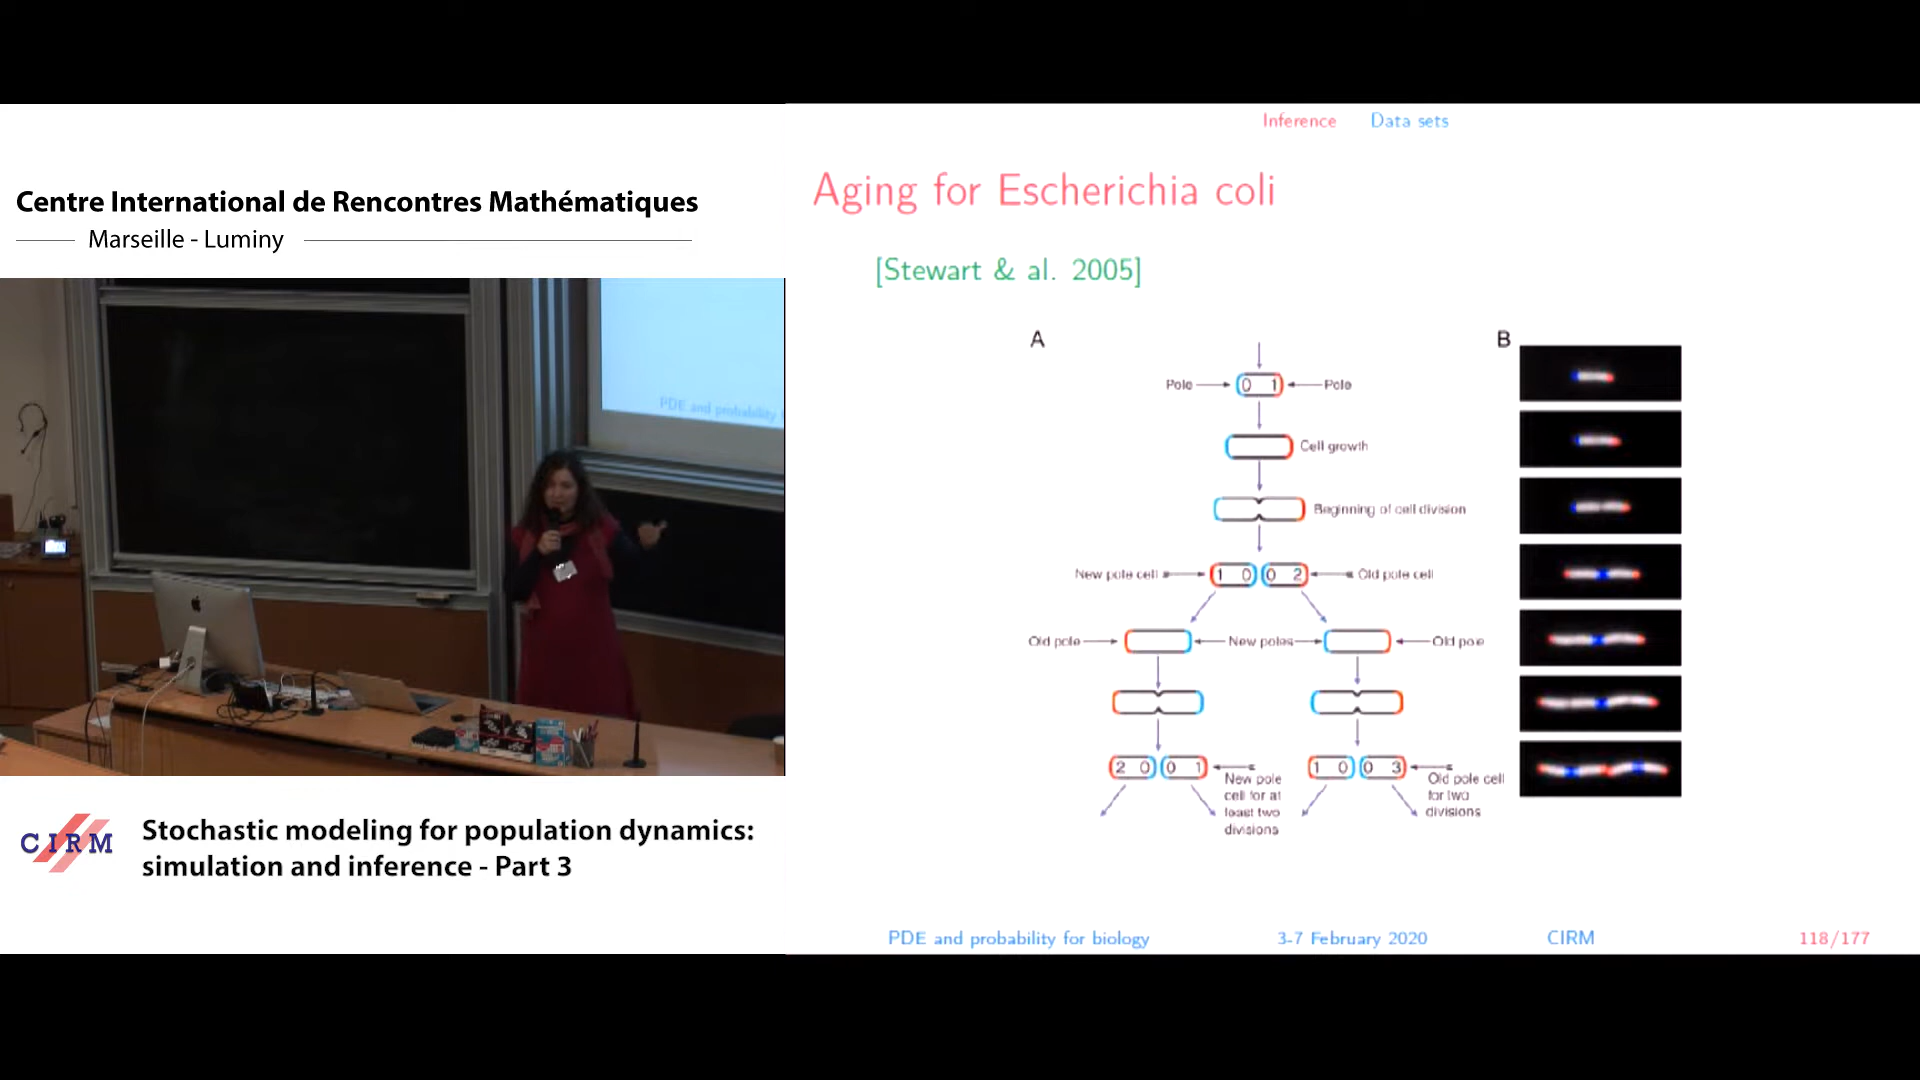 Centre International de Rencontres Mathématiques
Marseille - Luminy
PDE and probability
CIRM
Stochastic modeling for population dynamics:
simulation and inference - Part 3
Inference Data sets
Aging for Escherichia coli
[Stewart & al. 2005]
A
B
Pole 0 1 Pole
Cell growth
Beginning of cell division
New pole cell 1 0 0 2 Old pole cell
Old pole New poles Old pole
2 0 0 1 1 0 0 3
New pole
cell for at
least two
divisions
Old pole cell
for two
divisions
PDE and probability for biology 3-7 February 2020 CIRM 118/177